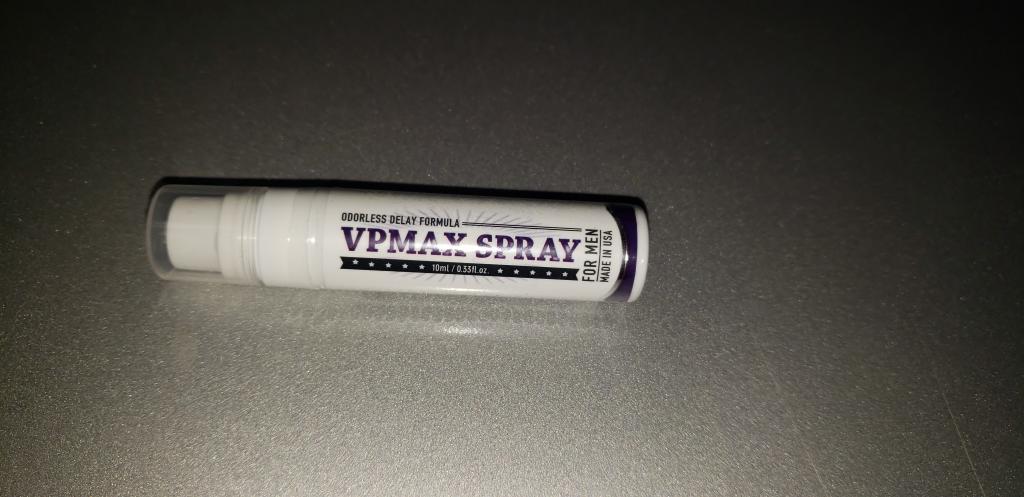 ODORLESS DELAY FORMULA
VPMAX SPRAY
10ml / 0.33fl.oz.
FOR MEN
MADE IN USA